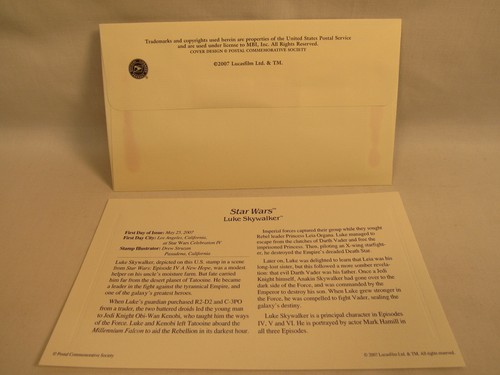 Trademarks and copyrights used herein are properties of the United States Postal Service
and are used under license to MBI, Inc. All Rights Reserved.
COVER DESIGN © POSTAL COMMEMORATIVE SOCIETY
©2007 Lucasfilm Ltd. & TM.
Star Wars™
Luke Skywalker™
First Day of Issue: May 25, 2007
First Day City: Los Angeles, California,
at Star Wars Celebration IV
Stamp Illustrator: Drew Struzan
Pasadena, California
Luke Skywalker, depicted on this U.S. stamp in a scene
from Star Wars: Episode IV A New Hope, was a modest
helper on his uncle's moisture farm. But fate carried
him far from the desert planet of Tatooine. He became
a leader in the fight against the tyrannical Empire, and
one of the galaxy's greatest heroes.
When Luke's guardian purchased R2-D2 and C-3PO
from a trader, the two battered droids led the young man
to Jedi Knight Obi-Wan Kenobi, who taught him the ways
of the Force. Luke and Kenobi left Tatooine aboard the
Millennium Falcon to aid the Rebellion in its darkest hour.
Imperial forces captured their group while they sought
Rebel leader Princess Leia Organa. Luke managed to
escape from the clutches of Darth Vader and free the
imprisoned Princess. Then, piloting an X-wing starfigh-
ter, he destroyed the Empire's dreaded Death Star.
Later on, Luke was delighted to learn that Leia was his
long-lost sister, but this followed a more somber revela-
tion: that evil Darth Vader was his father. Once a Jedi
Knight himself, Anakin Skywalker had gone over to the
dark side of the Force, and was commanded by the
Emperor to destroy his son. When Luke grew stronger in
the Force, he was compelled to fight Vader, sealing the
galaxy's destiny.
Luke Skywalker is a principal character in Episodes
IV, V and VI. He is portrayed by actor Mark Hamill in
all three Episodes.
© Postal Commemorative Society
© 2007 Lucasfilm Ltd. & TM. All rights reserved.